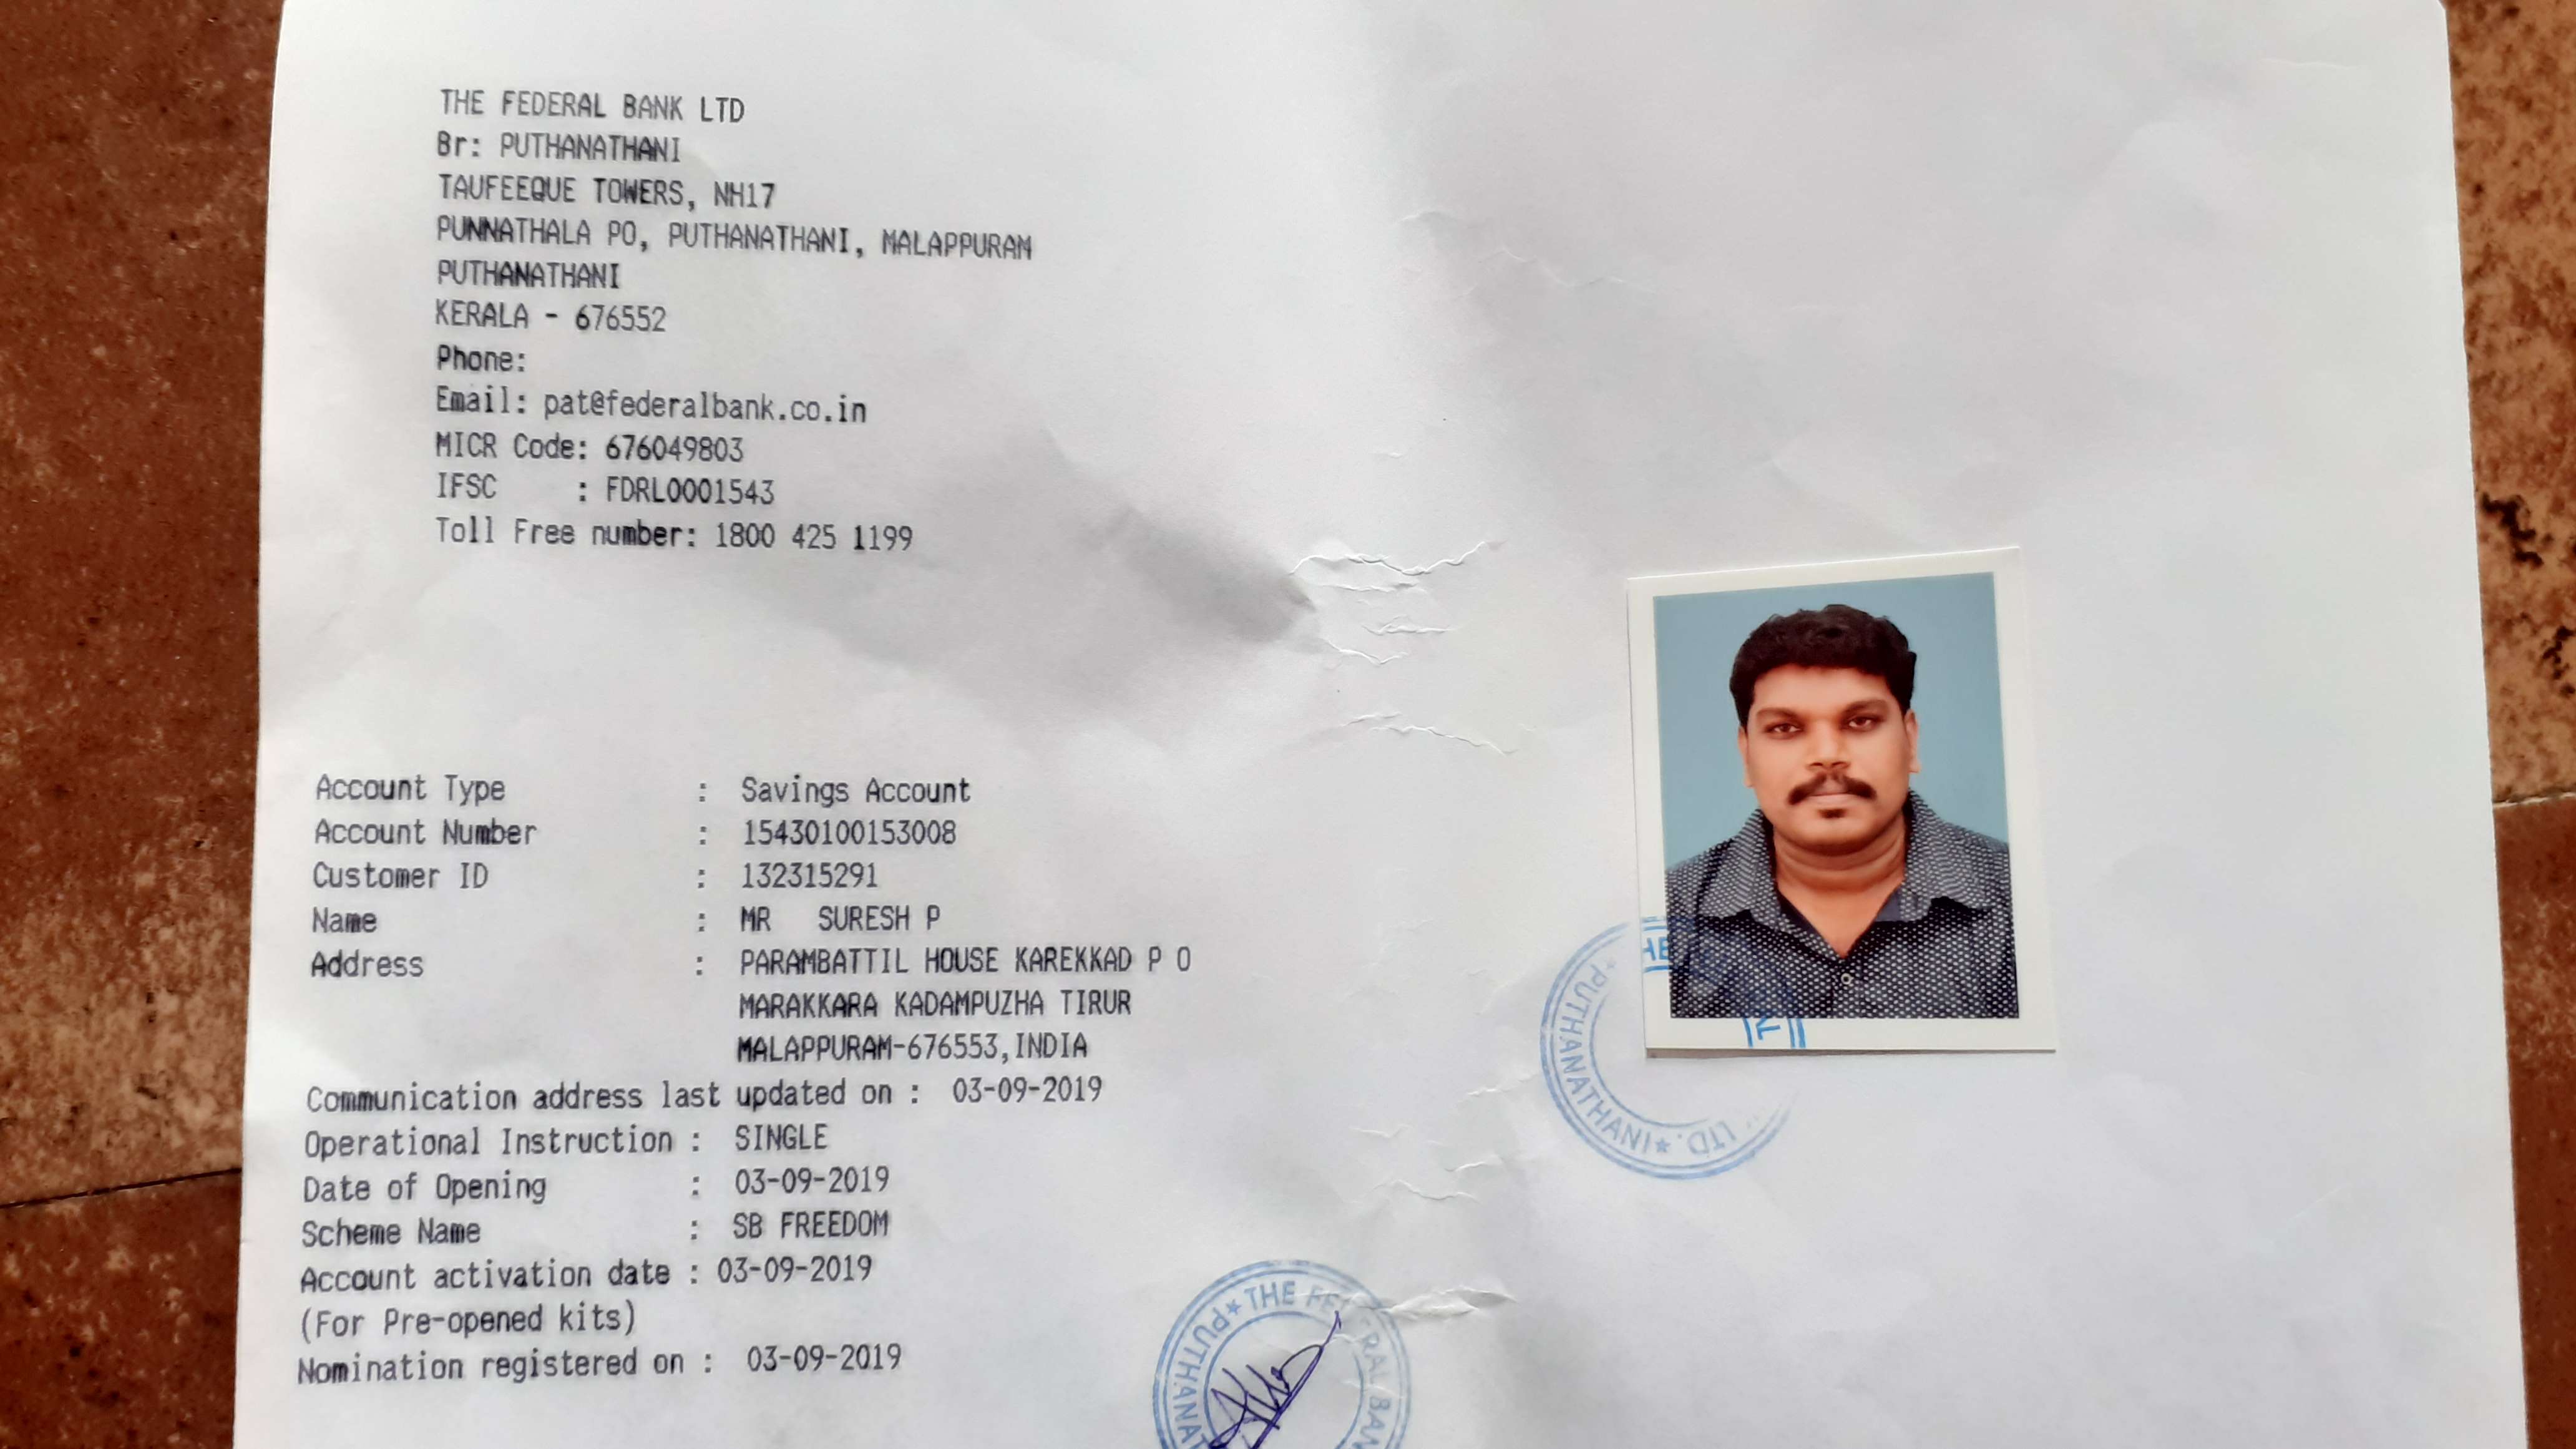 THE FEDERAL BANK LTD
Br: PUTHANATHANI
TAUFEEQUE TOWERS, NH17
PUNNATHALA PO, PUTHANATHANI, MALAPPURAM
PUTHANATHANI
KERALA - 676552
Phone:
Email: pat@federalbank.co.in
MICR Code: 676049803
IFSC : FDRL0001543
Toll Free number: 1800 425 1199
Account Type : Savings Account
Account Number : 15430100153008
Customer ID : 132315291
Name : MR SURESH P
Address : PARAMBATTIL HOUSE KAREKKAD P O
MARAKKARA KADAMPUZHA TIRUR
MALAPPURAM-676553,INDIA
Communication address last updated on : 03-09-2019
Operational Instruction : SINGLE
Date of Opening : 03-09-2019
Scheme Name : SB FREEDOM
Account activation date : 03-09-2019
(For Pre-opened kits)
Nomination registered on : 03-09-2019
PUTHANATHANI * LTD.
THE